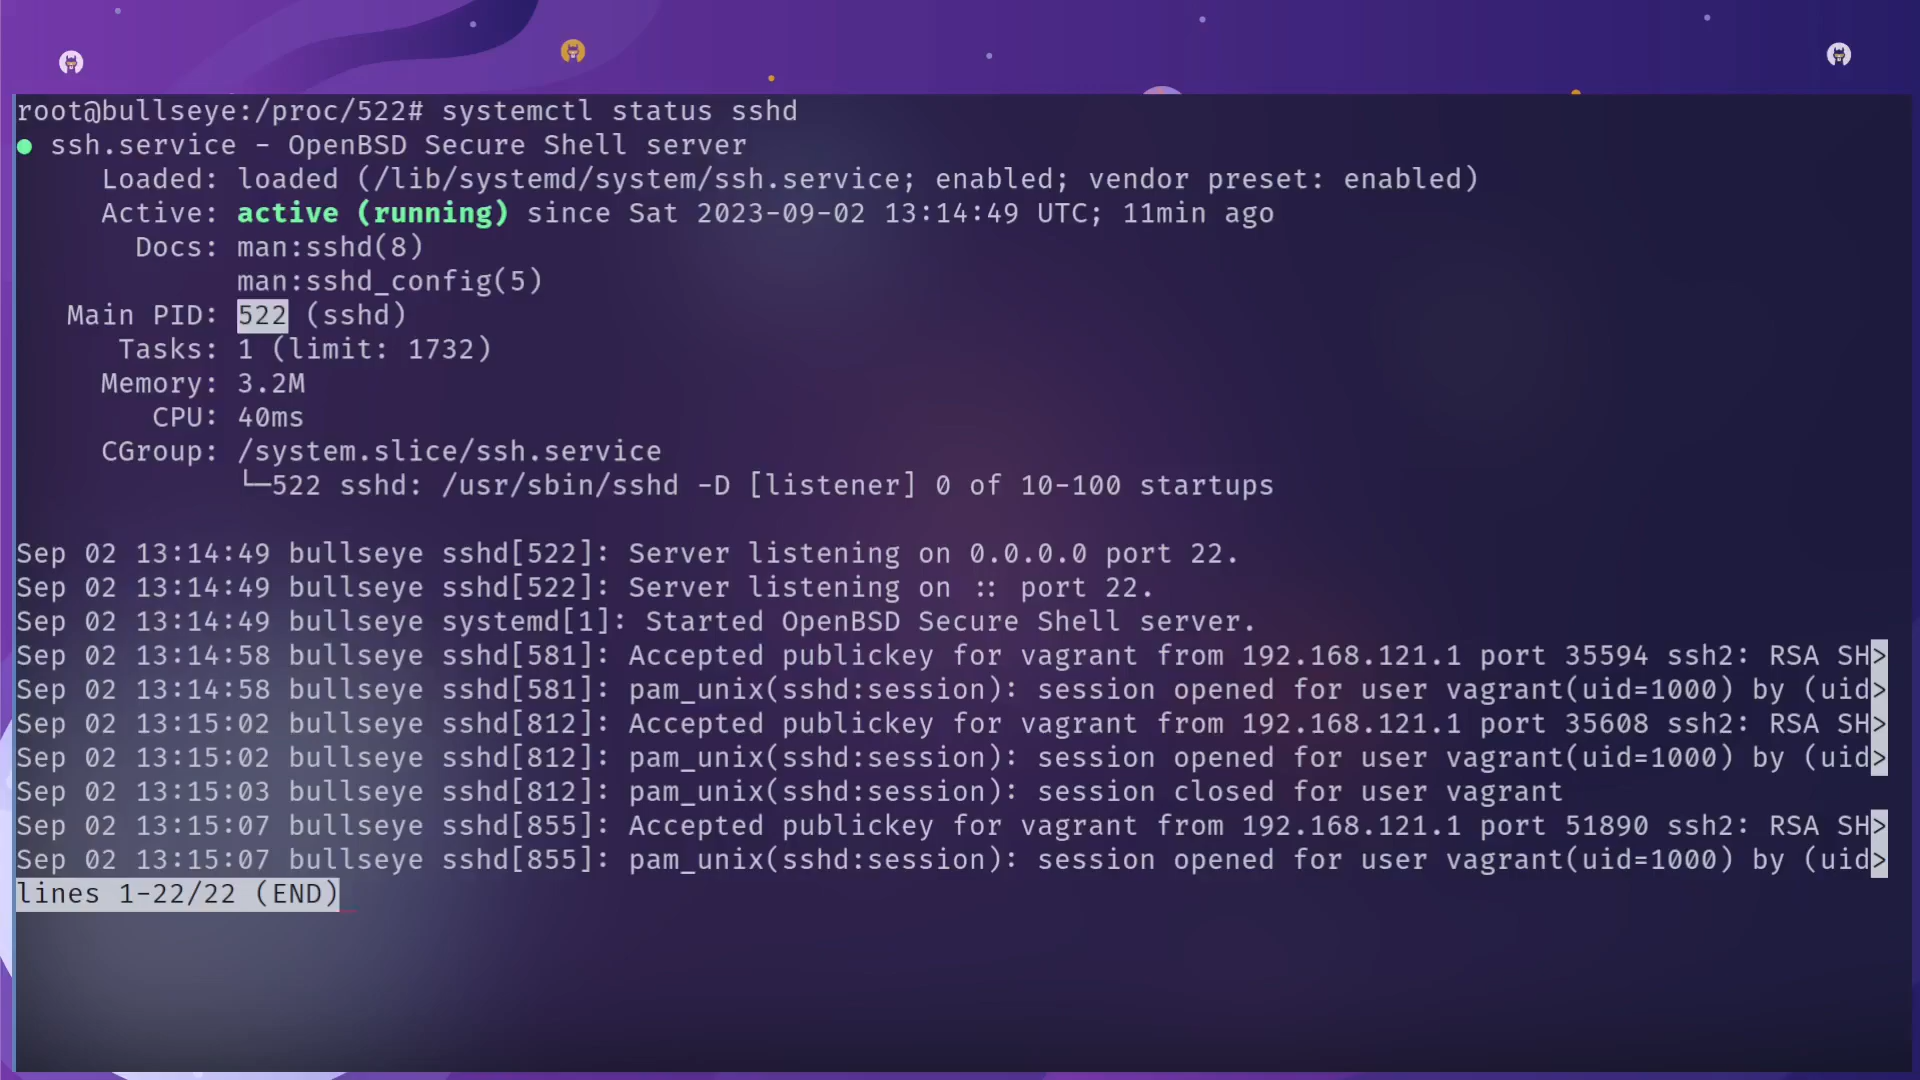 root@bullseye:/proc/522# systemctl status sshd
● ssh.service - OpenBSD Secure Shell server
     Loaded: loaded (/lib/systemd/system/ssh.service; enabled; vendor preset: enabled)
     Active: active (running) since Sat 2023-09-02 13:14:49 UTC; 11min ago
       Docs: man:sshd(8)
             man:sshd_config(5)
   Main PID: 522 (sshd)
      Tasks: 1 (limit: 1732)
     Memory: 3.2M
        CPU: 40ms
     CGroup: /system.slice/ssh.service
             └─522 sshd: /usr/sbin/sshd -D [listener] 0 of 10-100 startups

Sep 02 13:14:49 bullseye sshd[522]: Server listening on 0.0.0.0 port 22.
Sep 02 13:14:49 bullseye sshd[522]: Server listening on :: port 22.
Sep 02 13:14:49 bullseye systemd[1]: Started OpenBSD Secure Shell server.
Sep 02 13:14:58 bullseye sshd[581]: Accepted publickey for vagrant from 192.168.121.1 port 35594 ssh2: RSA SH>
Sep 02 13:14:58 bullseye sshd[581]: pam_unix(sshd:session): session opened for user vagrant(uid=1000) by (uid>
Sep 02 13:15:02 bullseye sshd[812]: Accepted publickey for vagrant from 192.168.121.1 port 35608 ssh2: RSA SH>
Sep 02 13:15:02 bullseye sshd[812]: pam_unix(sshd:session): session opened for user vagrant(uid=1000) by (uid>
Sep 02 13:15:03 bullseye sshd[812]: pam_unix(sshd:session): session closed for user vagrant
Sep 02 13:15:07 bullseye sshd[855]: Accepted publickey for vagrant from 192.168.121.1 port 51890 ssh2: RSA SH>
Sep 02 13:15:07 bullseye sshd[855]: pam_unix(sshd:session): session opened for user vagrant(uid=1000) by (uid>
lines 1-22/22 (END)